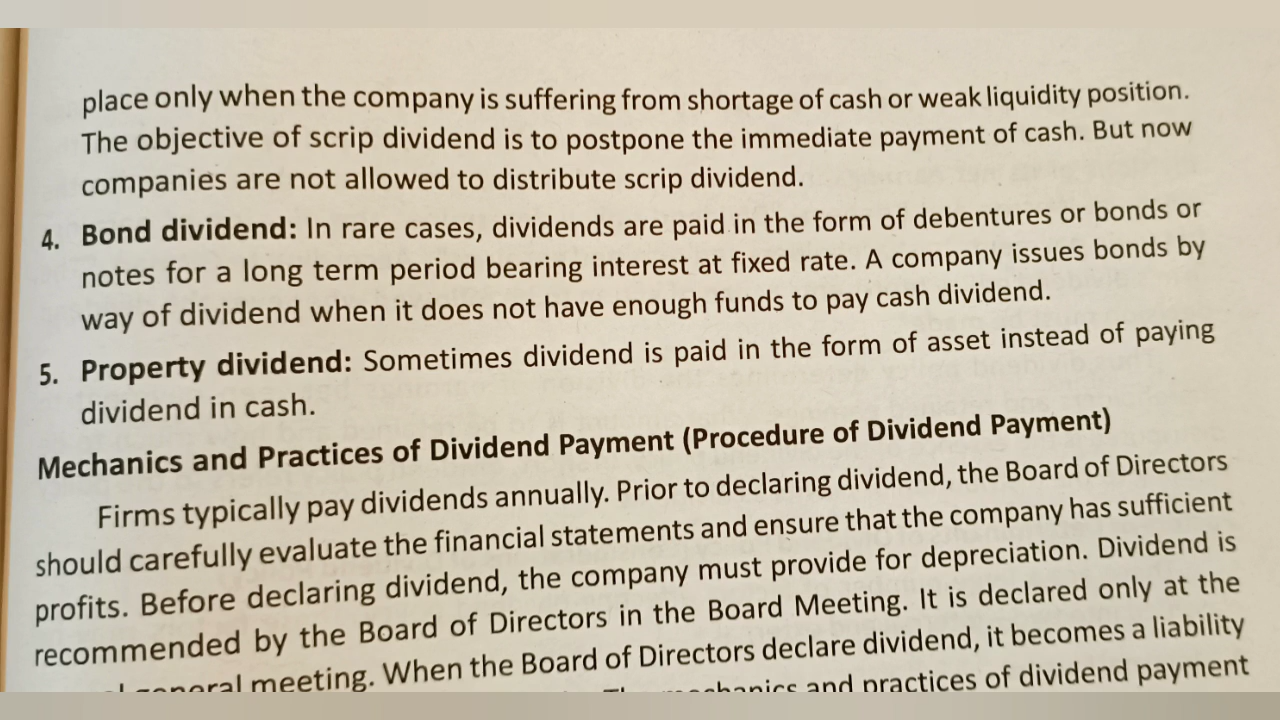 place only when the company is suffering from shortage of cash or weak liquidity position.
The objective of scrip dividend is to postpone the immediate payment of cash. But now
companies are not allowed to distribute scrip dividend.
4. Bond dividend: In rare cases, dividends are paid in the form of debentures or bonds or
notes for a long term period bearing interest at fixed rate. A company issues bonds by
way of dividend when it does not have enough funds to pay cash dividend.
5. Property dividend: Sometimes dividend is paid in the form of asset instead of paying
dividend in cash.
Mechanics and Practices of Dividend Payment (Procedure of Dividend Payment)
Firms typically pay dividends annually. Prior to declaring dividend, the Board of Directors
should carefully evaluate the financial statements and ensure that the company has sufficient
profits. Before declaring dividend, the company must provide for depreciation. Dividend is
recommended by the Board of Directors in the Board Meeting. It is declared only at the
general meeting. When the Board of Directors declare dividend, it becomes a liability
mechanics and practices of dividend payment